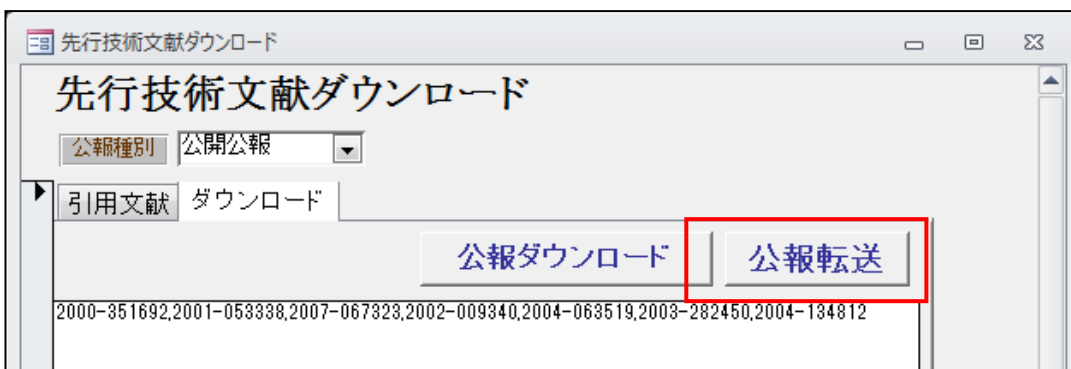 先行技術文献ダウンロード
先行技術文献ダウンロード
公報種別 公開公報
引用文献 ダウンロード
公報ダウンロード 公報転送
2000-351692,2001-053338,2007-067323,2002-009340,2004-063519,2003-282450,2004-134812